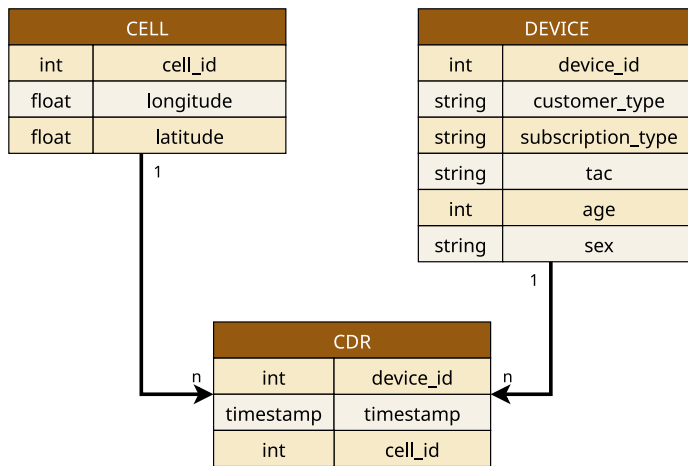 CELL
int cell_id
float longitude
float latitude
1
DEVICE
int device_id
string customer_type
string subscription_type
string tac
int age
string sex
1
CDR
n
int device_id
n
timestamp timestamp
int cell_id